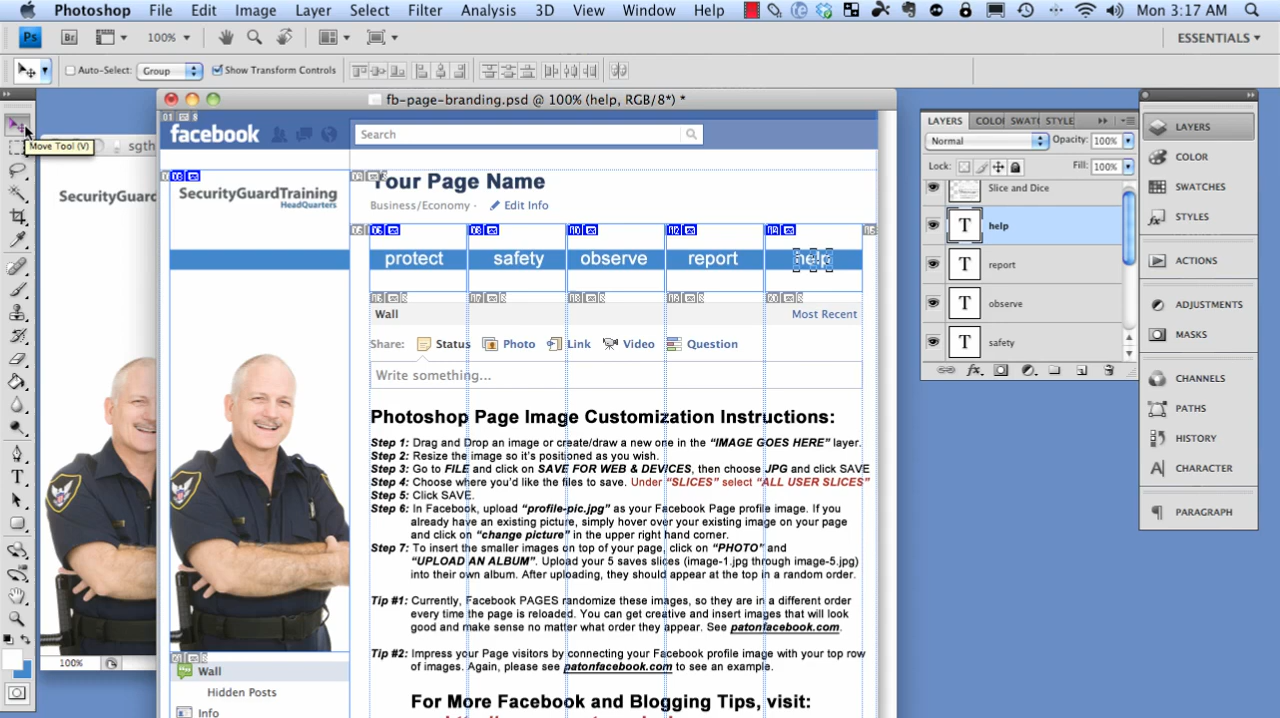 Photoshop File Edit Image Layer Select Filter Analysis 3D View Window Help Mon 3:17 AM
Ps Br 100% ESSENTIALS
Auto-Select: Group Show Transform Controls
fb-page-branding.psd @ 100% (help, RGB/8*) *
LAYERS COLO SWAT STYLE
Normal Opacity: 100%
Lock: Fill: 100%
Slice and Dice
T help
T report
T observe
T safety
LAYERS
COLOR
SWATCHES
STYLES
ACTIONS
ADJUSTMENTS
MASKS
CHANNELS
PATHS
HISTORY
CHARACTER
PARAGRAPH
Move Tool (V)
sgth
SecurityGuard
100%
facebook Search
SecurityGuardTraining
HeadQuarters
Your Page Name
Business/Economy · Edit Info
protect safety observe report help
Wall Most Recent
Share: Status Photo Link Video Question
Write something...
Photoshop Page Image Customization Instructions:
Step 1: Drag and Drop an image or create/draw a new one in the “IMAGE GOES HERE” layer.
Step 2: Resize the image so it's positioned as you wish.
Step 3: Go to FILE and click on SAVE FOR WEB & DEVICES, then choose JPG and click SAVE
Step 4: Choose where you'd like the files to save. Under “SLICES” select “ALL USER SLICES”
Step 5: Click SAVE.
Step 6: In Facebook, upload “profile-pic.jpg” as your Facebook Page profile image. If you
already have an existing picture, simply hover over your existing image on your page
and click on “change picture” in the upper right hand corner.
Step 7: To insert the smaller images on top of your page, click on “PHOTO” and
“UPLOAD AN ALBUM”. Upload your 5 saves slices (image-1.jpg through image-5.jpg)
into their own album. After uploading, they should appear at the top in a random order.
Tip #1: Currently, Facebook PAGES randomize these images, so they are in a different order
every time the page is reloaded. You can get creative and insert images that will look
good and make sense no matter what order they appear. See patonfacebook.com.
Tip #2: Impress your Page visitors by connecting your Facebook profile image with your top row
of images. Again, please see patonfacebook.com to see an example.
For More Facebook and Blogging Tips, visit:
Wall
Hidden Posts
Info